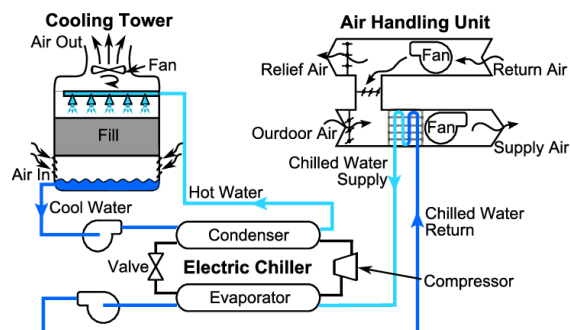 Cooling Tower
Air Handling Unit
Air Out
Fan
Fan
Relief Air
Return Air
Fill
Ourdoor Air
Fan
Supply Air
Air In
Chilled Water
Supply
Hot Water
Cool Water
Chilled Water
Return
Condenser
Valve
Electric Chiller
Compressor
Evaporator